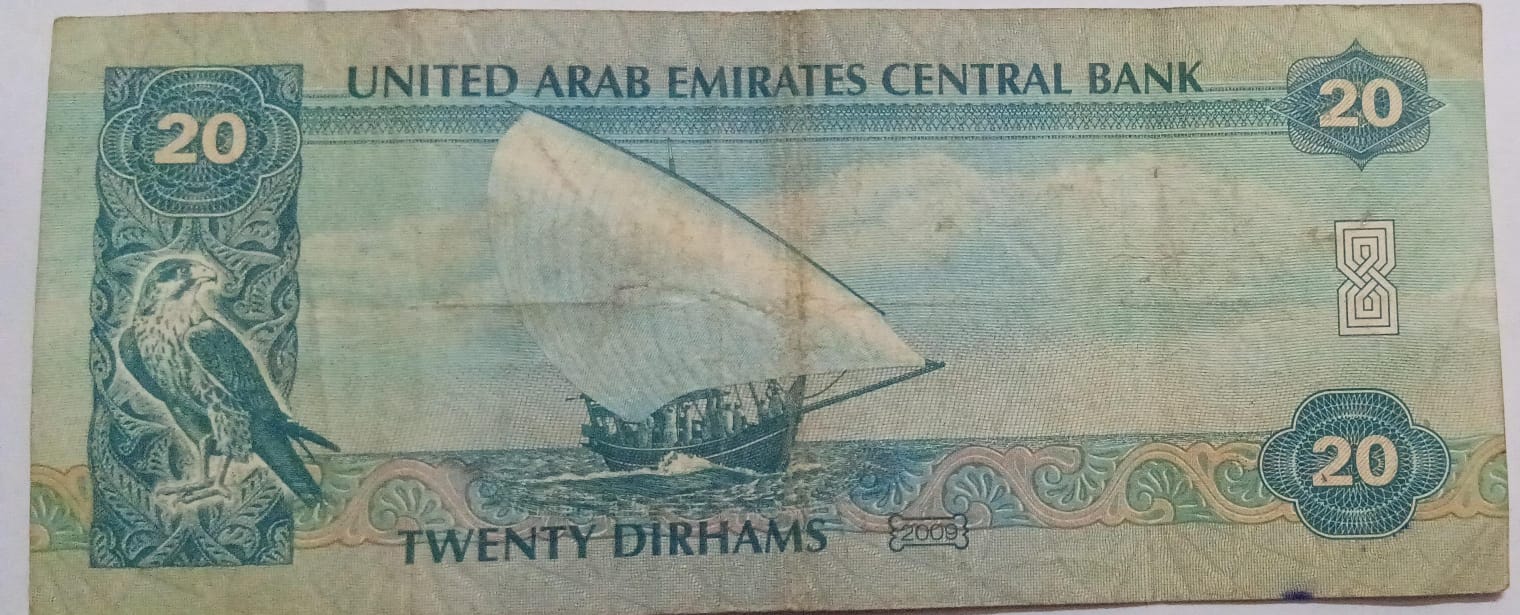 UNITED ARAB EMIRATES CENTRAL BANK
20
20
20
TWENTY DIRHAMS
2009